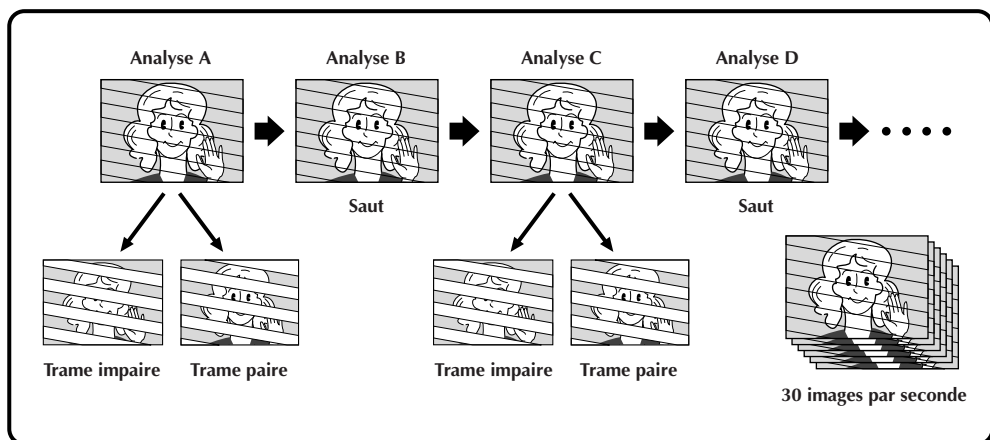 Analyse A
Analyse B
Analyse C
Analyse D
Saut
Saut
Trame impaire
Trame paire
Trame impaire
Trame paire
30 images par seconde